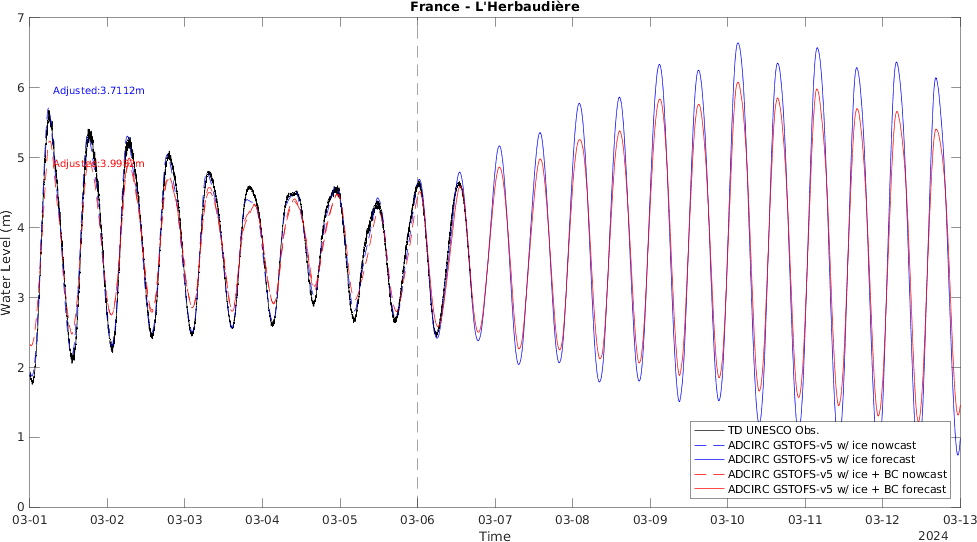 France - L'Herbaudière
7
6
5
4
3
2
1
0
Water Level (m)
Adjusted:3.7112m
TD UNESCO Obs.
ADCIRC GSTOFS-v5 w/ ice nowcast
ADCIRC GSTOFS-v5 w/ ice forecast
ADCIRC GSTOFS-v5 w/ ice + BC nowcast
ADCIRC GSTOFS-v5 w/ ice + BC forecast
03-01 03-02 03-03 03-04 03-05 03-06 03-07 03-08 03-09 03-10 03-11 03-12 03-13
Time
2024